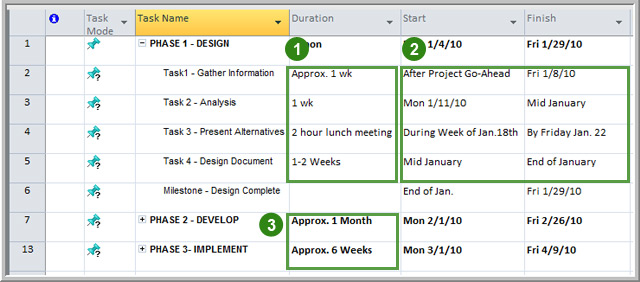 Task Mode Task Name Duration Start Finish
1 PHASE 1 - DESIGN 1 2 1/4/10 Fri 1/29/10
2 ? Task1 - Gather Information Approx. 1 wk After Project Go-Ahead Fri 1/8/10
3 ? Task 2 - Analysis 1 wk Mon 1/11/10 Mid January
4 ? Task 3 - Present Alternatives 2 hour lunch meeting During Week of Jan.18th By Friday Jan. 22
5 ? Task 4 - Design Document 1-2 Weeks Mid January End of January
6 ? Milestone - Design Complete End of Jan. Fri 1/29/10
7 ? PHASE 2 - DEVELOP 3 Approx. 1 Month Mon 2/1/10 Fri 2/26/10
13 ? PHASE 3- IMPLEMENT Approx. 6 Weeks Mon 3/1/10 Fri 4/9/10